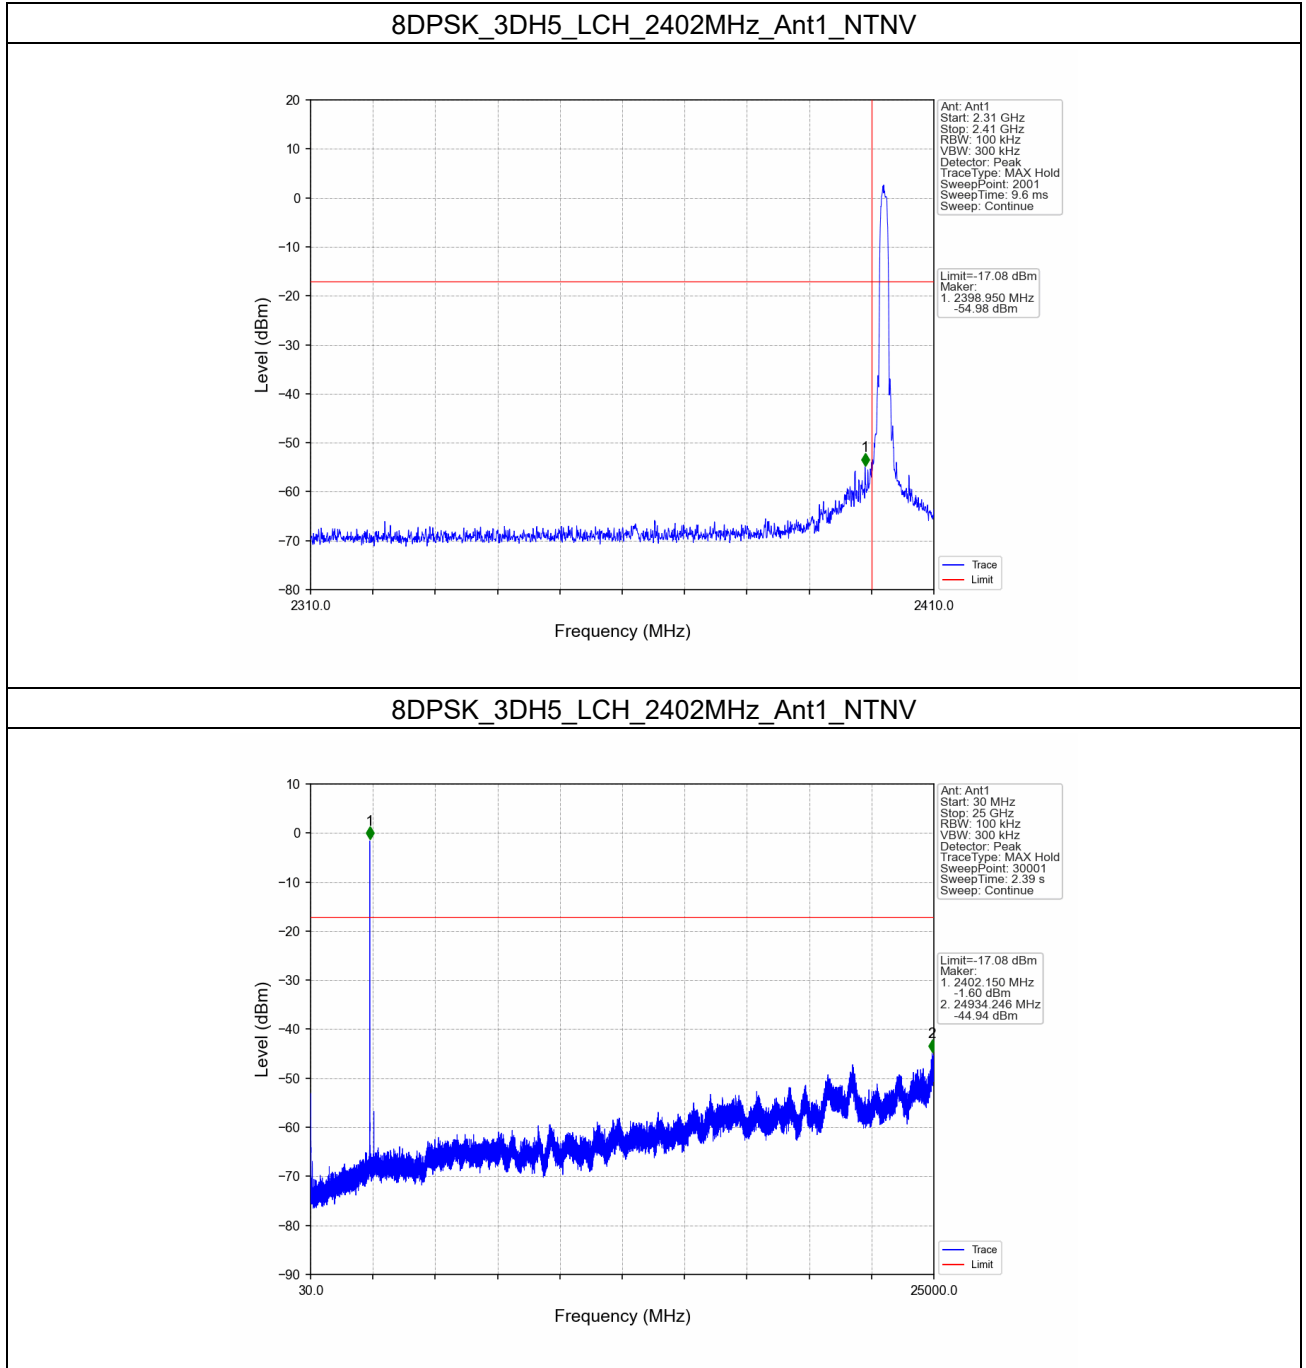 8DPSK_3DH5_LCH_2402MHz_Ant1_NTNV
20
10
0
−10
−20
−30
−40
−50
−60
−70
−80
Level (dBm)
2310.0
2410.0
Frequency (MHz)
1
Ant: Ant1
Start: 2.31 GHz
Stop: 2.41 GHz
RBW: 100 kHz
VBW: 300 kHz
Detector: Peak
TraceType: MAX Hold
SweepPoint: 2001
SweepTime: 9.6 ms
Sweep: Continue
Limit=-17.08 dBm
Maker:
1. 2398.950 MHz
-54.98 dBm
Trace
Limit
8DPSK_3DH5_LCH_2402MHz_Ant1_NTNV
10
0
−10
−20
−30
−40
−50
−60
−70
−80
−90
Level (dBm)
30.0
25000.0
Frequency (MHz)
1
2
Ant: Ant1
Start: 30 MHz
Stop: 25 GHz
RBW: 100 kHz
VBW: 300 kHz
Detector: Peak
TraceType: MAX Hold
SweepPoint: 30001
SweepTime: 2.39 s
Sweep: Continue
Limit=-17.08 dBm
Maker:
1. 2402.150 MHz
-1.60 dBm
2. 24934.246 MHz
-44.94 dBm
Trace
Limit